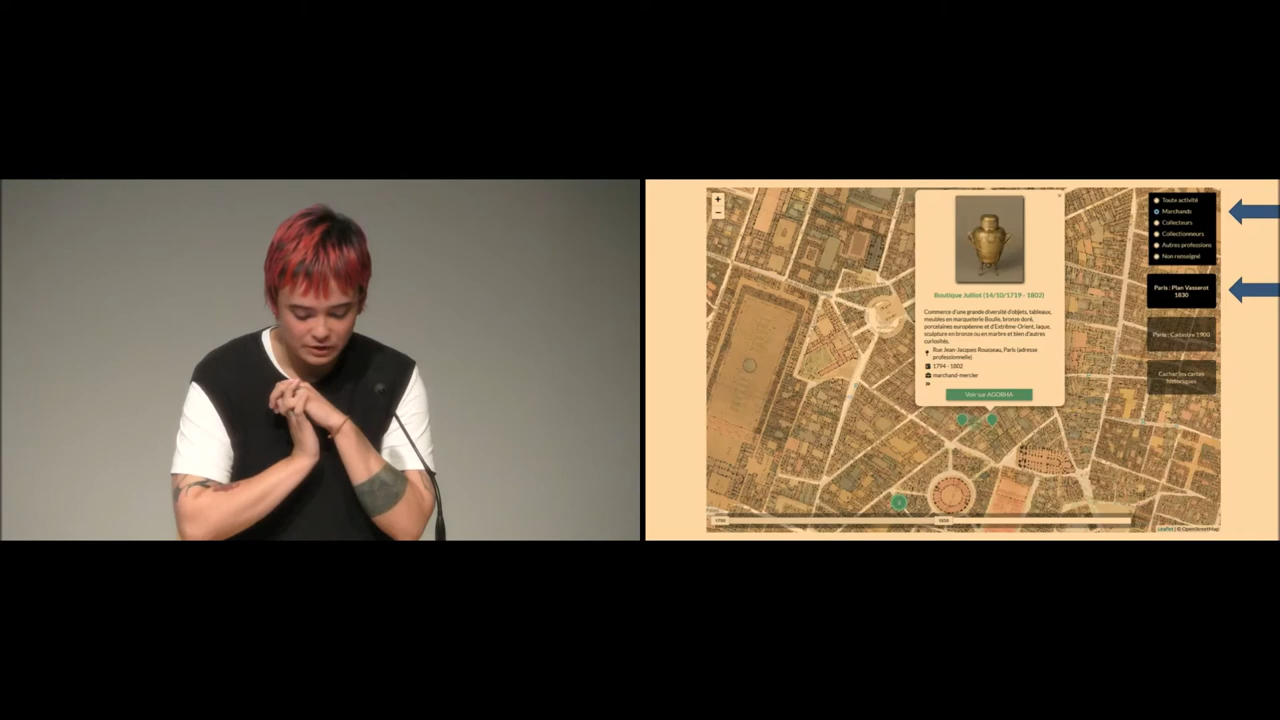 +
−
×
Boutique Julliot (14/10/1719 - 1802)
Commerce d'une grande diversité d'objets, tableaux,
meubles en marqueterie Boulle, bronze doré,
porcelaines européenne et d'Extrême-Orient, laque,
sculpture en bronze ou en marbre et bien d'autres
curiosités.
Rue Jean-Jacques Rousseau, Paris (adresse
professionnelle)
1794 - 1802
marchand-mercier
»
Voir sur AGORHA
Toute activité
Marchands
Collecteurs
Collectionneurs
Autres professions
Non renseigné
Paris : Plan Vasserot
1830
Paris : Cadastre 1900
Cacher les cartes
historiques
1700
1850
Leaflet | © OpenStreetMap